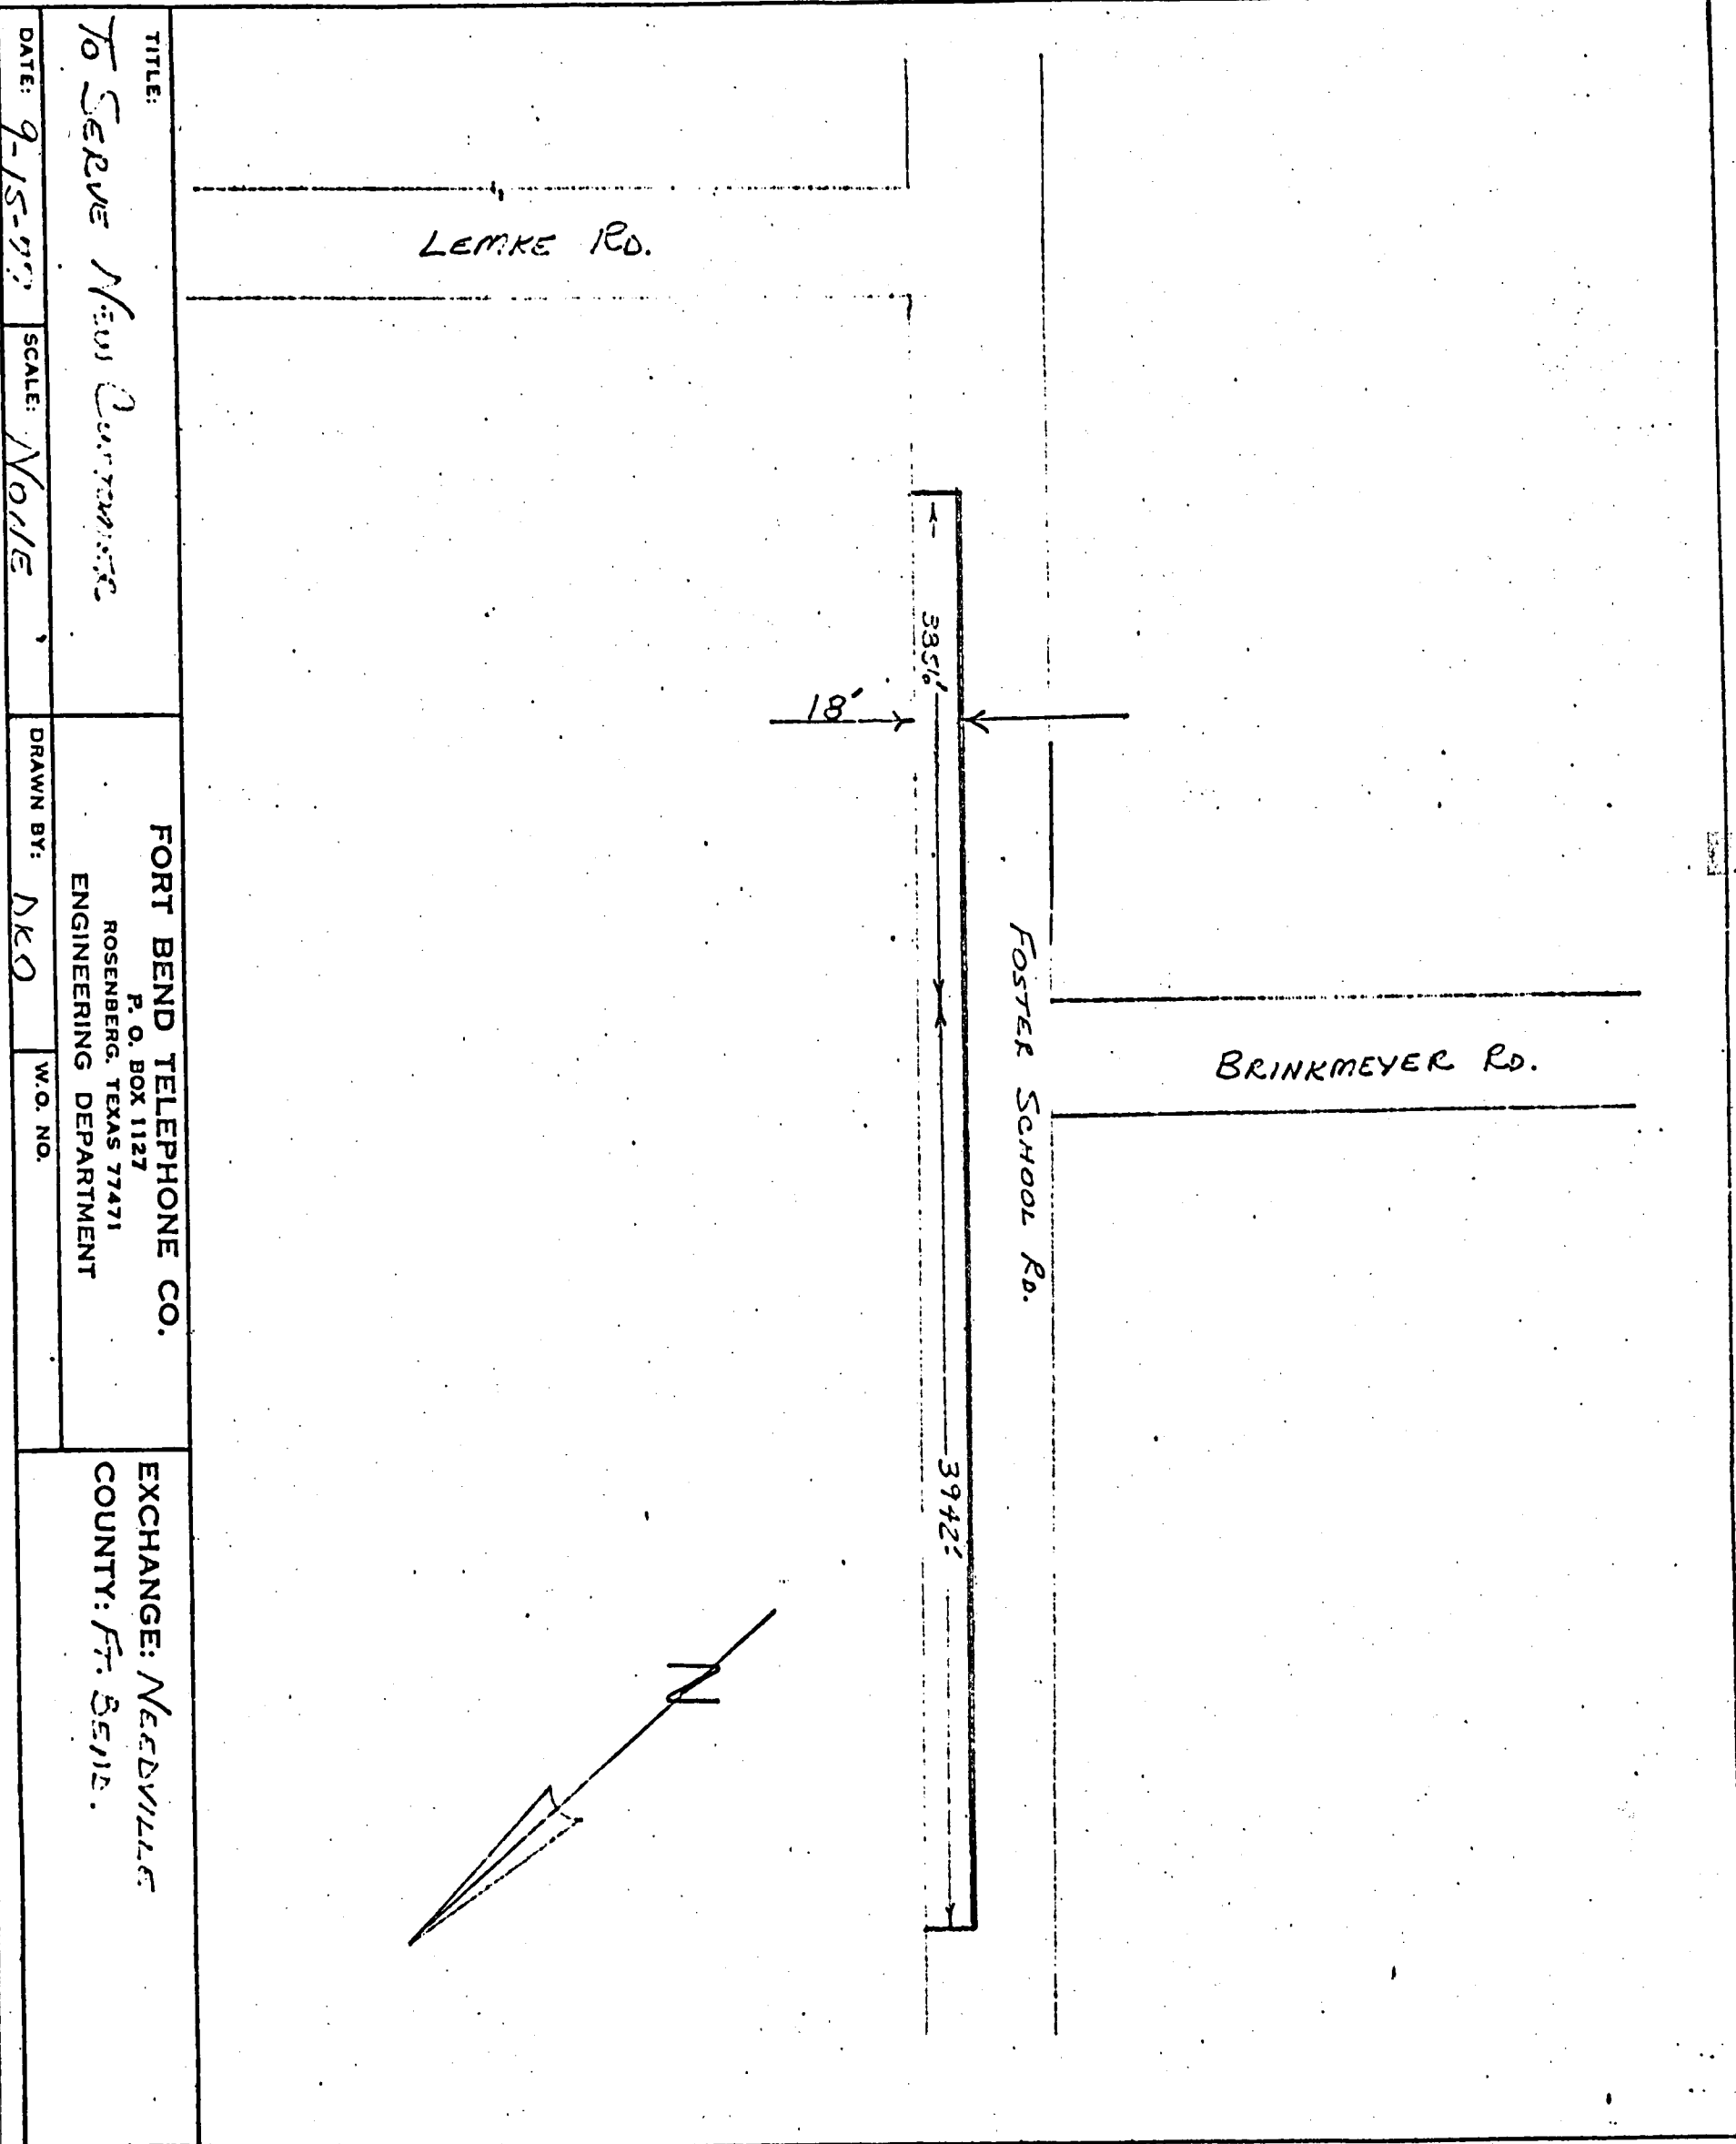 LEMKE RD.
18'
FOSTER SCHOOL RD.
BRINKMEYER RD.
3942'
N
TITLE:
TO SERVE NEW CUSTOMERS
DATE: 9-15-77
SCALE: NONE
FORT BEND TELEPHONE CO.
P. O. BOX 1127
ROSENBERG, TEXAS 77471
ENGINEERING DEPARTMENT
DRAWN BY: DKO
W.O. NO.
EXCHANGE: NEEDVILLE
COUNTY: FT. BEND.